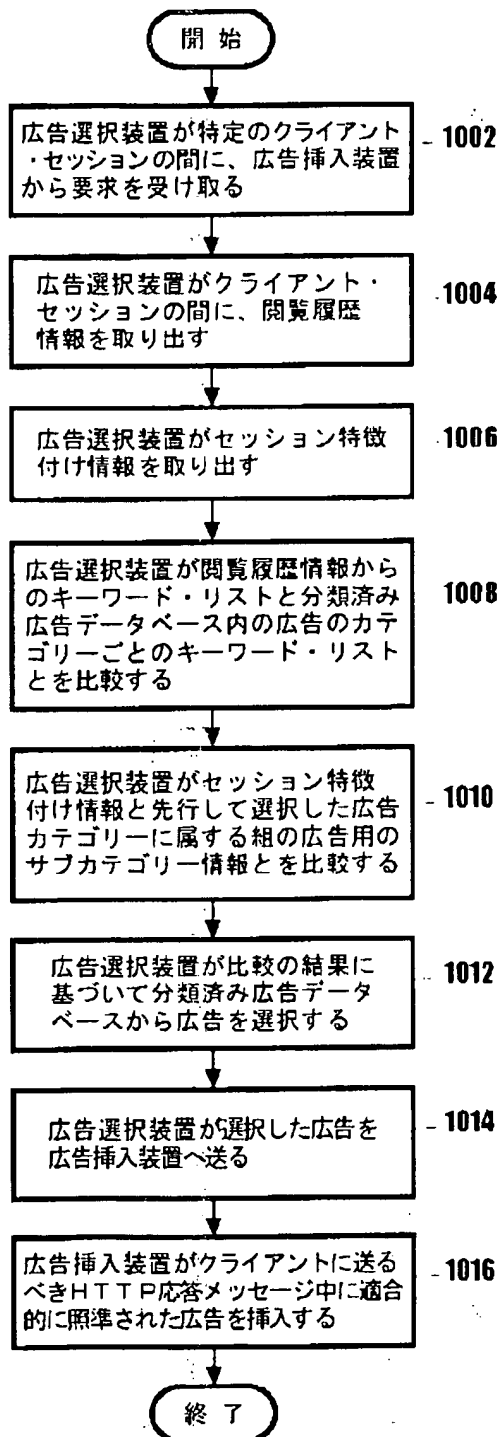 開始
広告選択装置が特定のクライアント
・セッションの間に、広告挿入装置
から要求を受け取る
1002
広告選択装置がクライアント・
セッションの間に、閲覧履歴
情報を取り出す
1004
広告選択装置がセッション特徴
付け情報を取り出す
1006
広告選択装置が閲覧履歴情報から
のキーワード・リストと分類済み
広告データベース内の広告のカテ
ゴリーごとのキーワード・リスト
とを比較する
1008
広告選択装置がセッション特徴
付け情報と先行して選択した広告
カテゴリーに属する組の広告用の
サブカテゴリー情報とを比較する
1010
広告選択装置が比較の結果に
基づいて分類済み広告データ
ベースから広告を選択する
1012
広告選択装置が選択した広告を
広告挿入装置へ送る
1014
広告挿入装置がクライアントに送る
べきHTTP応答メッセージ中に適合
的に照準された広告を挿入する
1016
終了